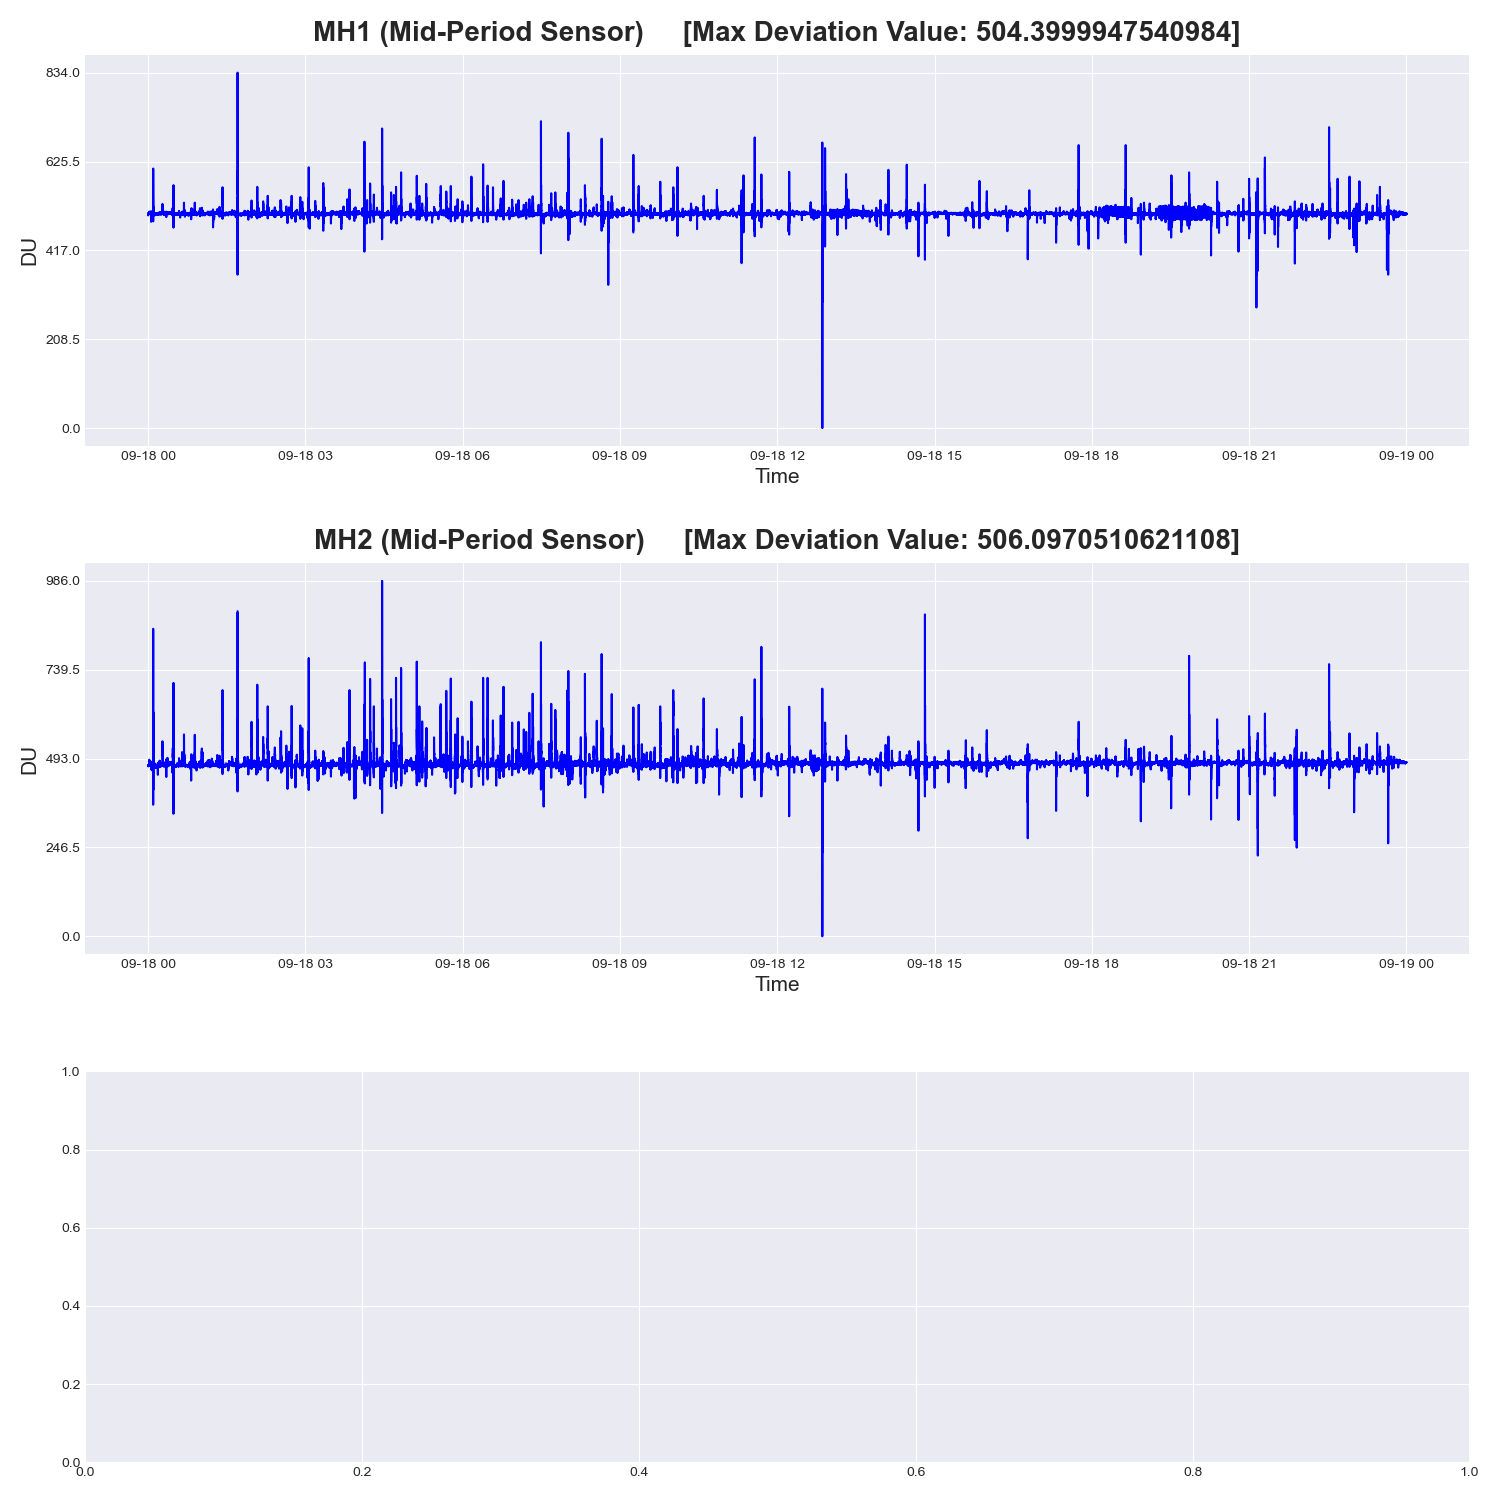 MH1 (Mid-Period Sensor) [Max Deviation Value: 504.3999947540984]
834.0
625.5
417.0
208.5
0.0
DU
09-18 00 09-18 03 09-18 06 09-18 09 09-18 12 09-18 15 09-18 18 09-18 21 09-19 00
Time
MH2 (Mid-Period Sensor) [Max Deviation Value: 506.0970510621108]
986.0
739.5
493.0
246.5
0.0
DU
09-18 00 09-18 03 09-18 06 09-18 09 09-18 12 09-18 15 09-18 18 09-18 21 09-19 00
Time
1.0
0.8
0.6
0.4
0.2
0.0
0.0 0.2 0.4 0.6 0.8 1.0